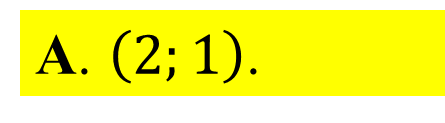 A. (2; 1).